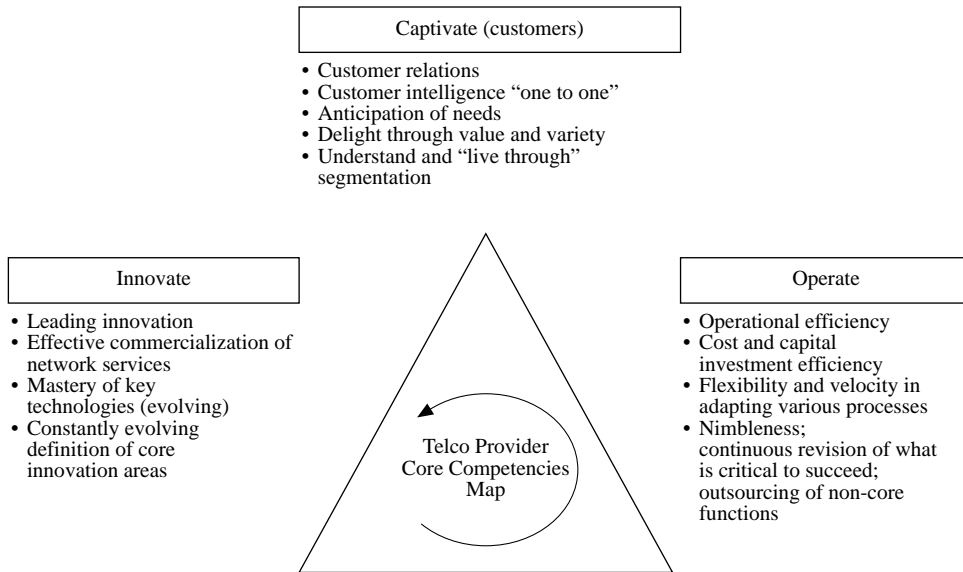 Captivate (customers)
• Customer relations
• Customer intelligence “one to one”
• Anticipation of needs
• Delight through value and variety
• Understand and “live through”
segmentation
Innovate
• Leading innovation
• Effective commercialization of
network services
• Mastery of key
technologies (evolving)
• Constantly evolving
definition of core
innovation areas
Telco Provider
Core Competencies
Map
Operate
• Operational efficiency
• Cost and capital
investment efficiency
• Flexibility and velocity in
adapting various processes
• Nimbleness;
continuous revision of what
is critical to succeed;
outsourcing of non-core
functions